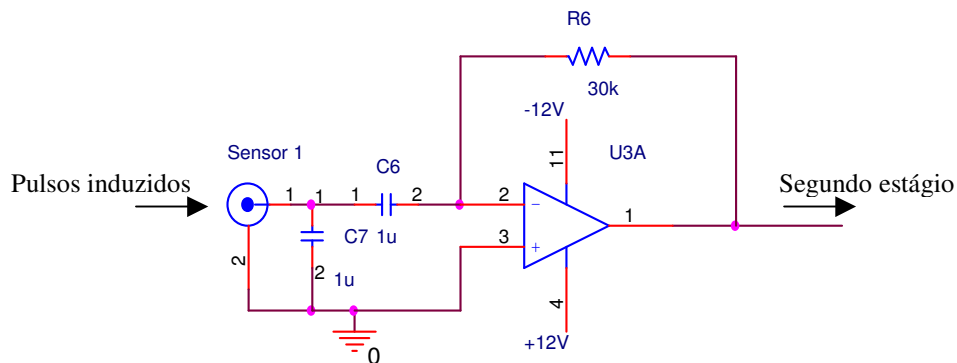 R6
30k
-12V
11
U3A
Sensor 1
C6
Pulsos induzidos
Segundo estágio
1
1
1
2
2
1
C7
1u
3
2
2
1u
4
+12V
0
−
+